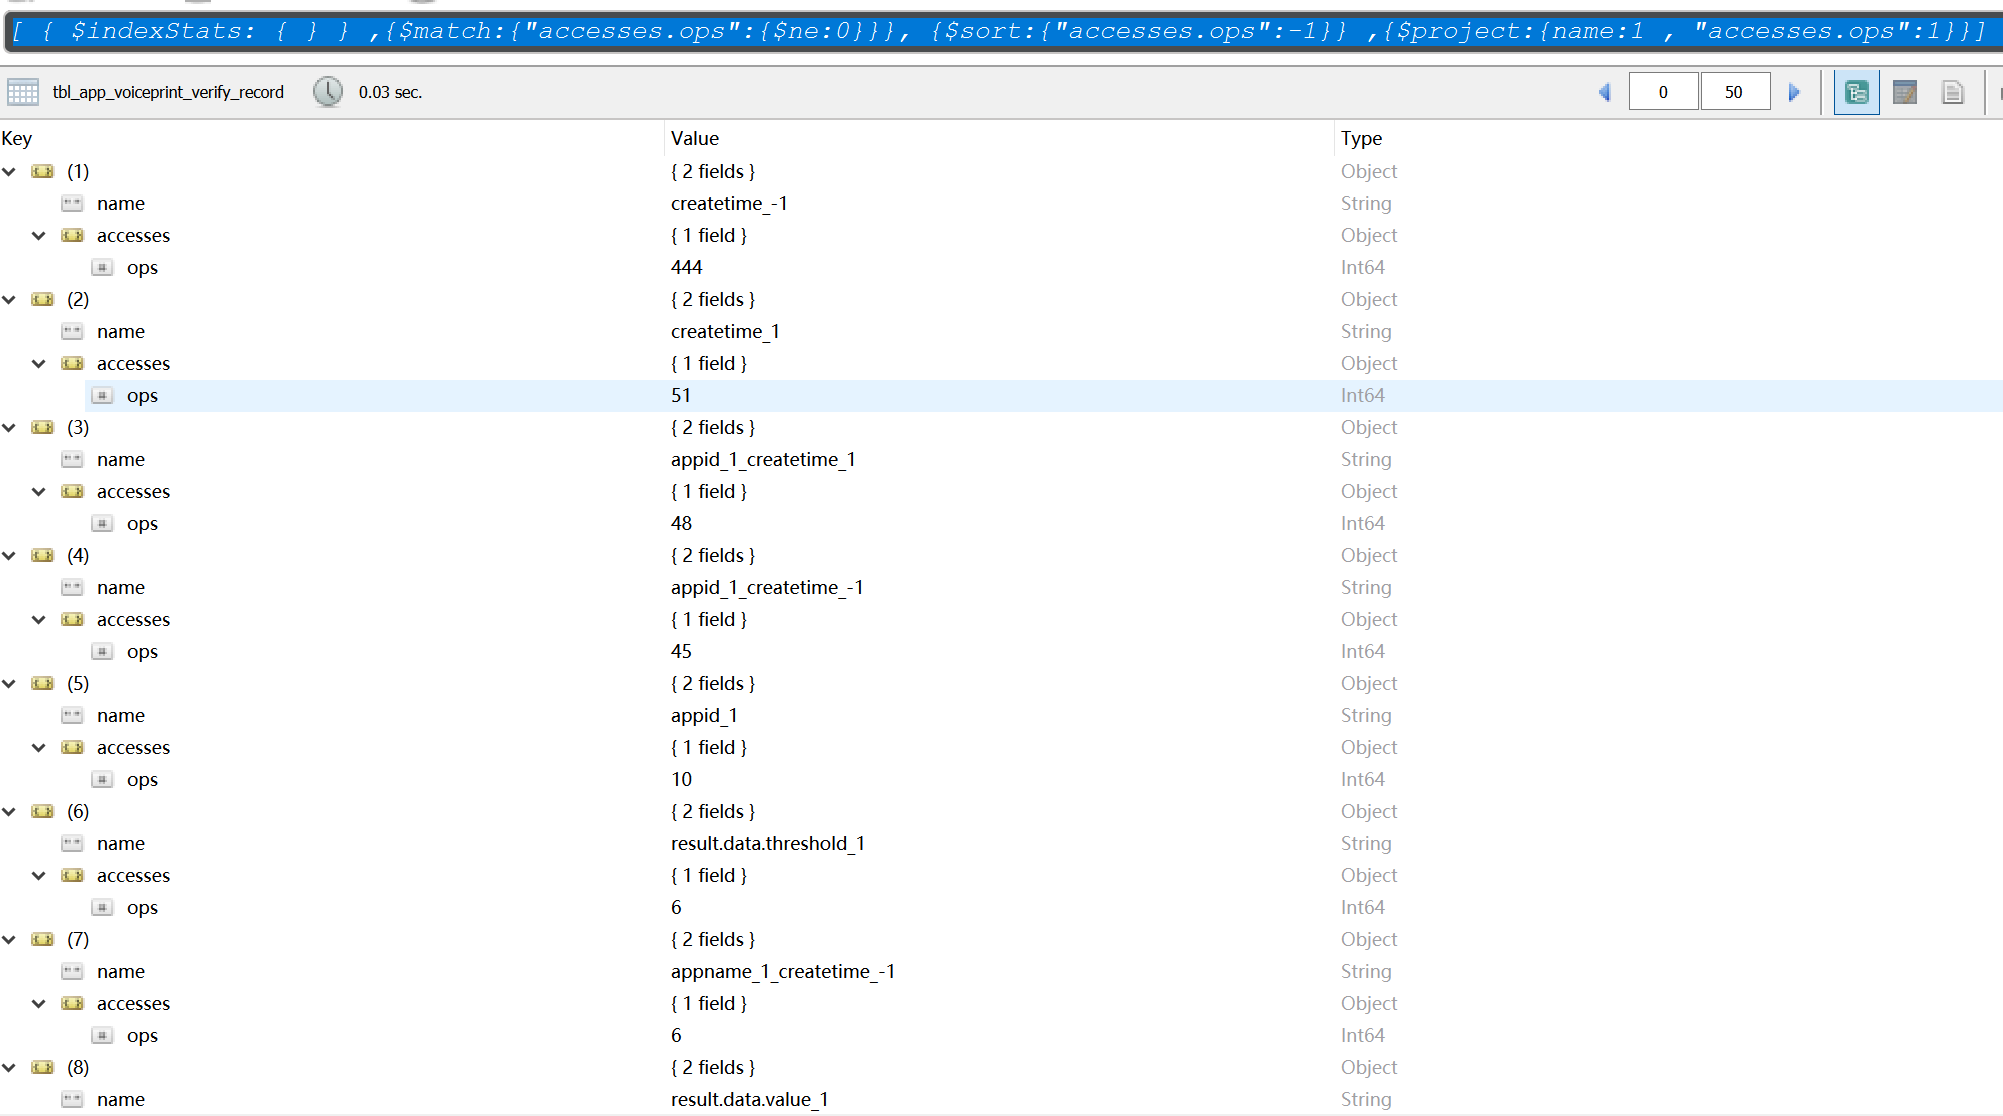 [ { $indexStats: { } } ,{$match:{"accesses.ops":{$ne:0}}}, {$sort:{"accesses.ops":-1}} ,{$project:{name:1 , "accesses.ops":1}}]
tbl_app_voiceprint_verify_record 0.03 sec. 0 50
Key Value Type
(1) { 2 fields } Object
name createtime_-1 String
accesses { 1 field } Object
ops 444 Int64
(2) { 2 fields } Object
name createtime_1 String
accesses { 1 field } Object
ops 51 Int64
(3) { 2 fields } Object
name appid_1_createtime_1 String
accesses { 1 field } Object
ops 48 Int64
(4) { 2 fields } Object
name appid_1_createtime_-1 String
accesses { 1 field } Object
ops 45 Int64
(5) { 2 fields } Object
name appid_1 String
accesses { 1 field } Object
ops 10 Int64
(6) { 2 fields } Object
name result.data.threshold_1 String
accesses { 1 field } Object
ops 6 Int64
(7) { 2 fields } Object
name appname_1_createtime_-1 String
accesses { 1 field } Object
ops 6 Int64
(8) { 2 fields } Object
name result.data.value_1 String